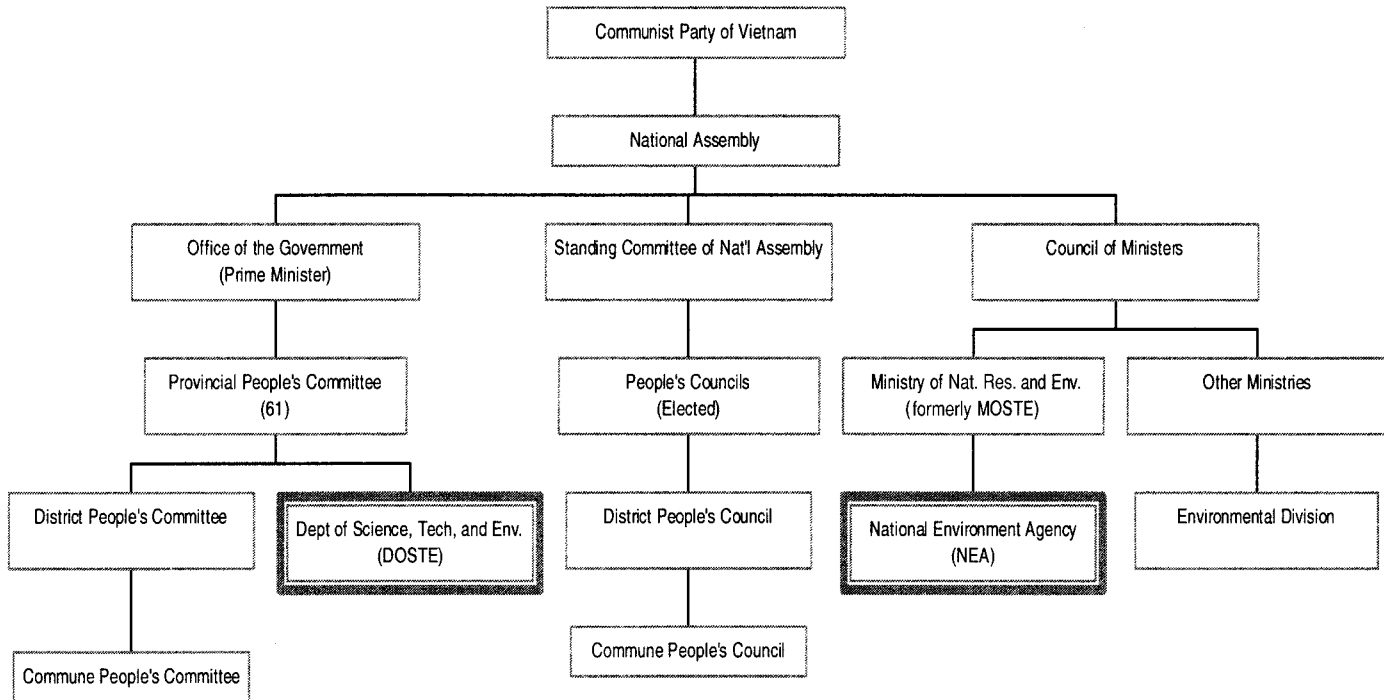 Communist Party of Vietnam
National Assembly
Office of the Government
(Prime Minister)
Standing Committee of Nat'l Assembly
Council of Ministers
Provincial People's Committee
(61)
People's Councils
(Elected)
Ministry of Nat. Res. and Env.
(formerly MOSTE)
Other Ministries
District People's Committee
Dept of Science, Tech, and Env.
(DOSTE)
District People's Council
National Environment Agency
(NEA)
Environmental Division
Commune People's Committee
Commune People's Council